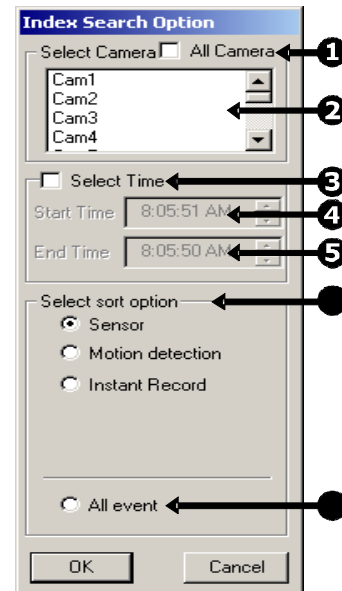 Index Search Option
Select Camera All Camera 1
Cam1
Cam2 2
Cam3
Cam4
Select Time 3
Start Time 8:05:51 AM 4
End Time 8:05:50 AM 5
Select sort option
Sensor
Motion detection
Instant Record
All event
OK Cancel